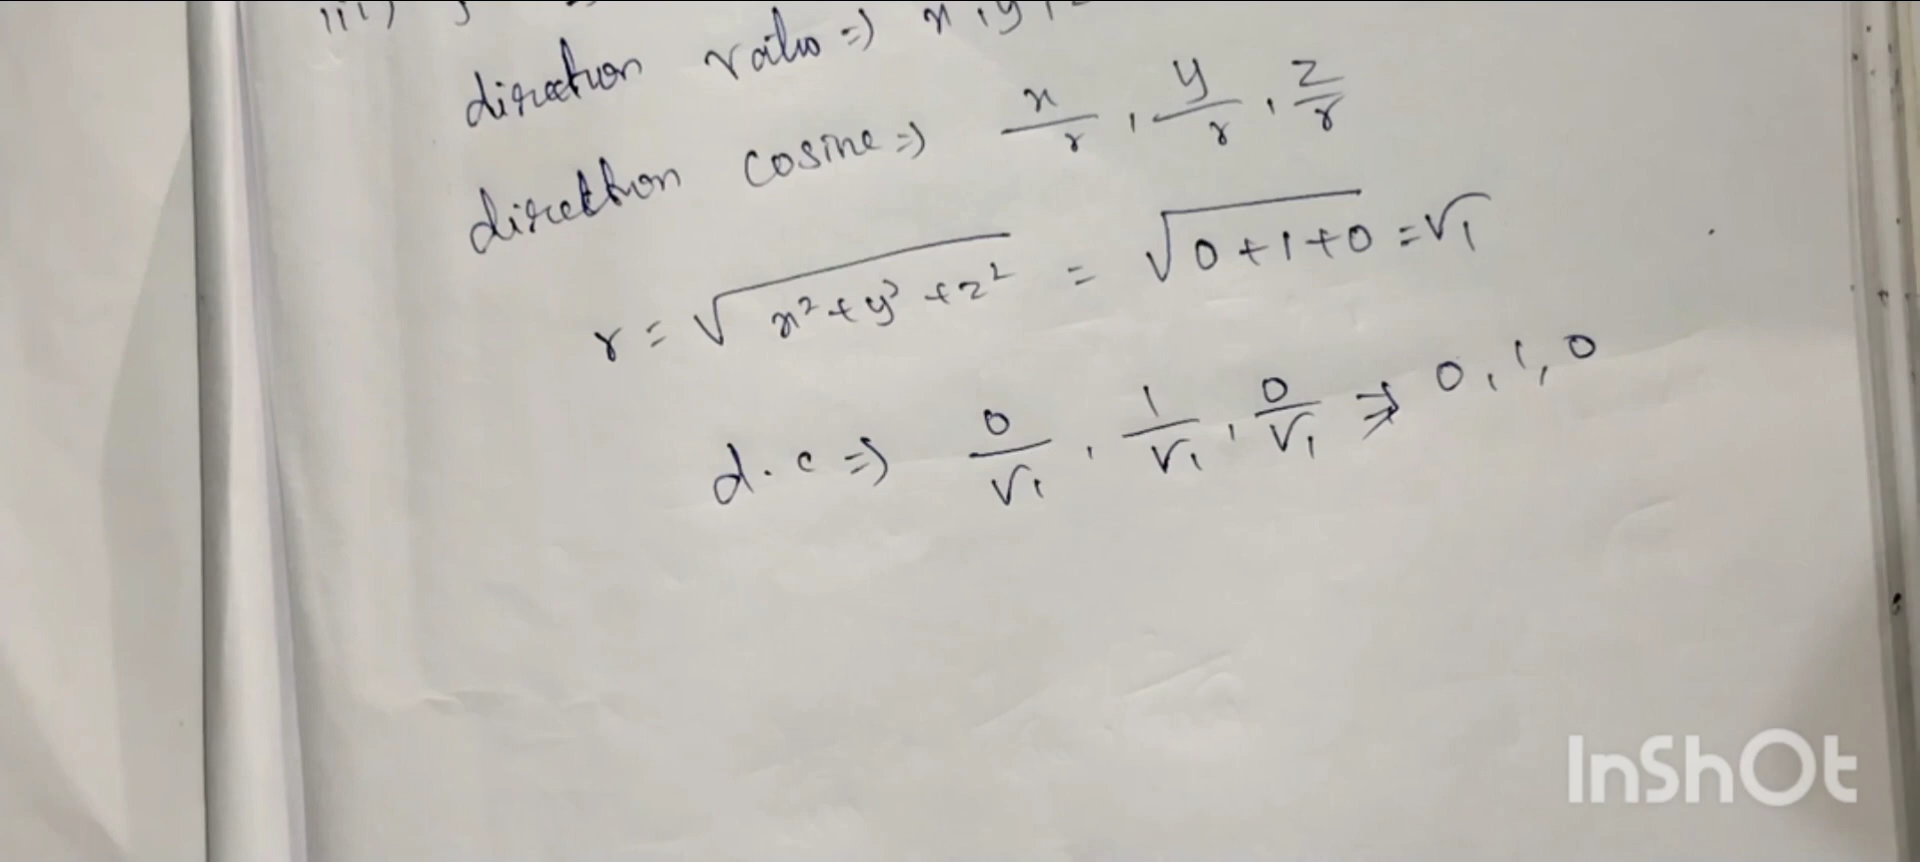 iii) j
direction ratio => x, y,
direction cosine => x/r, y/r, z/r
r = √x²+y²+z² = √0+1+0 = √1
d.c => 0/√1, 1/√1, 0/√1 => 0, 1, 0
InShOt